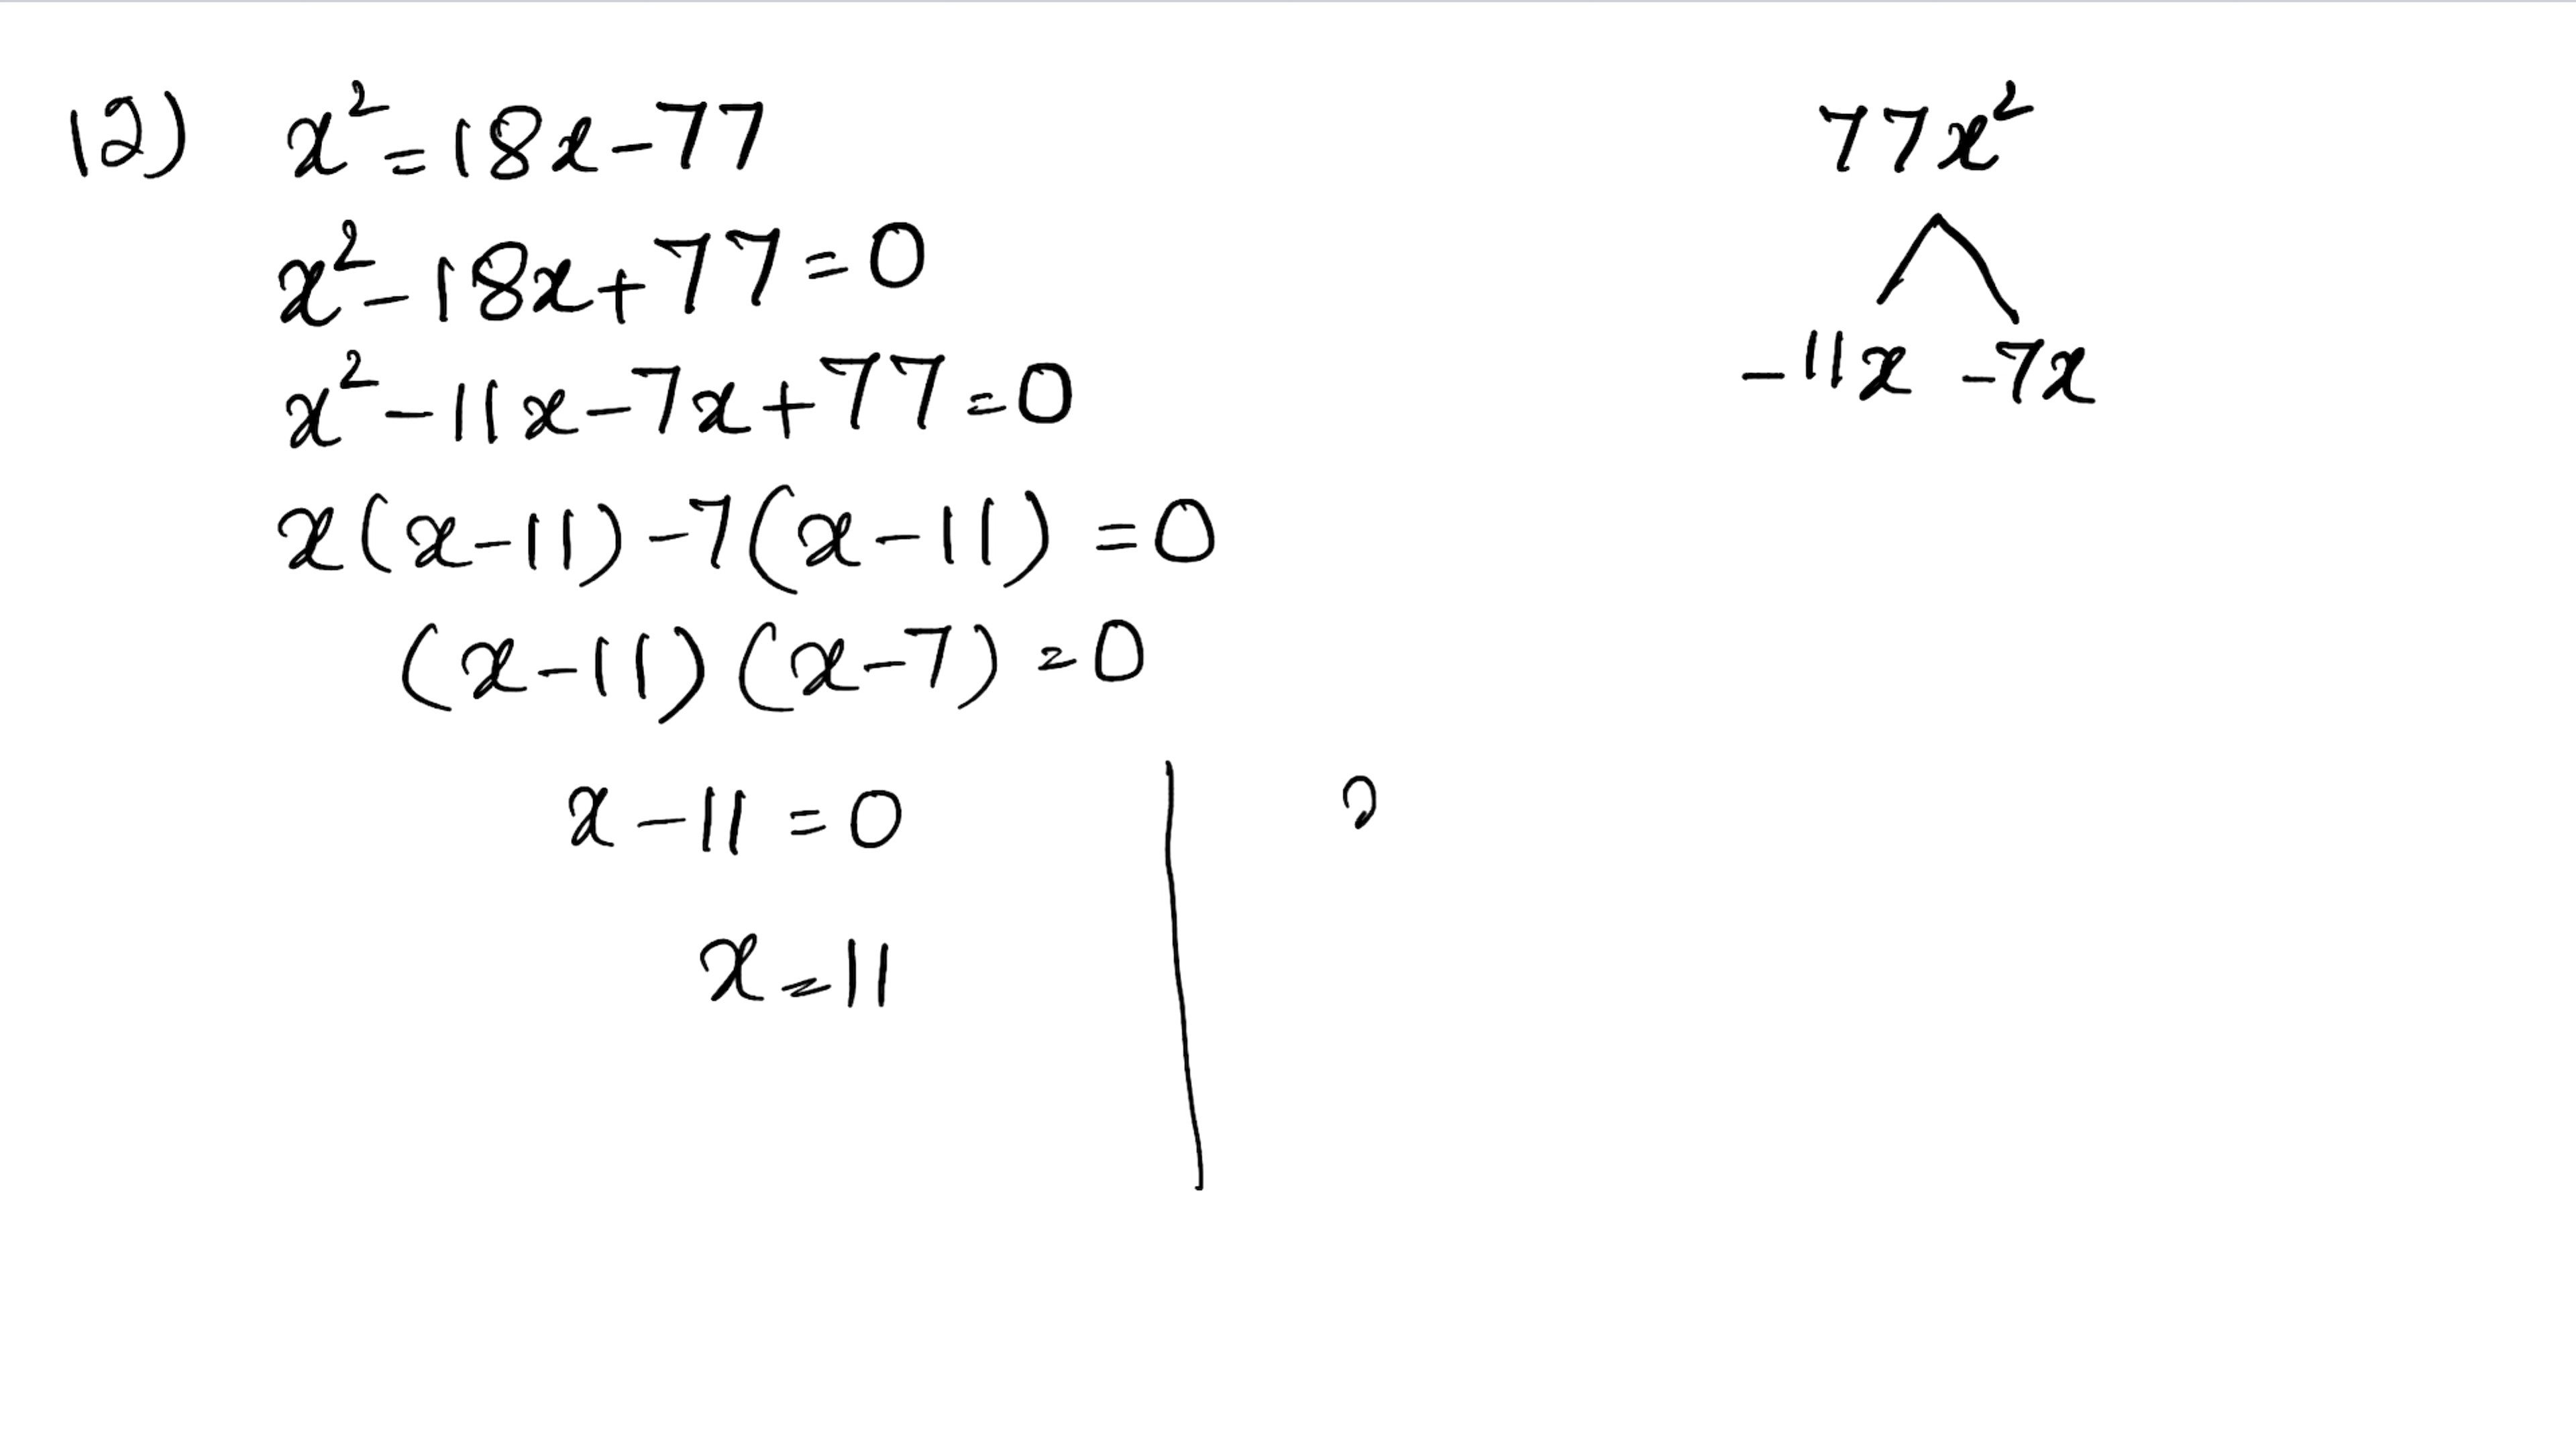 12) x² = 18x - 77
x² - 18x + 77 = 0
x² - 11x - 7x + 77 = 0
x(x - 11) - 7(x - 11) = 0
(x - 11)(x - 7) = 0
x - 11 = 0
x = 11
77x²
-11x -7x